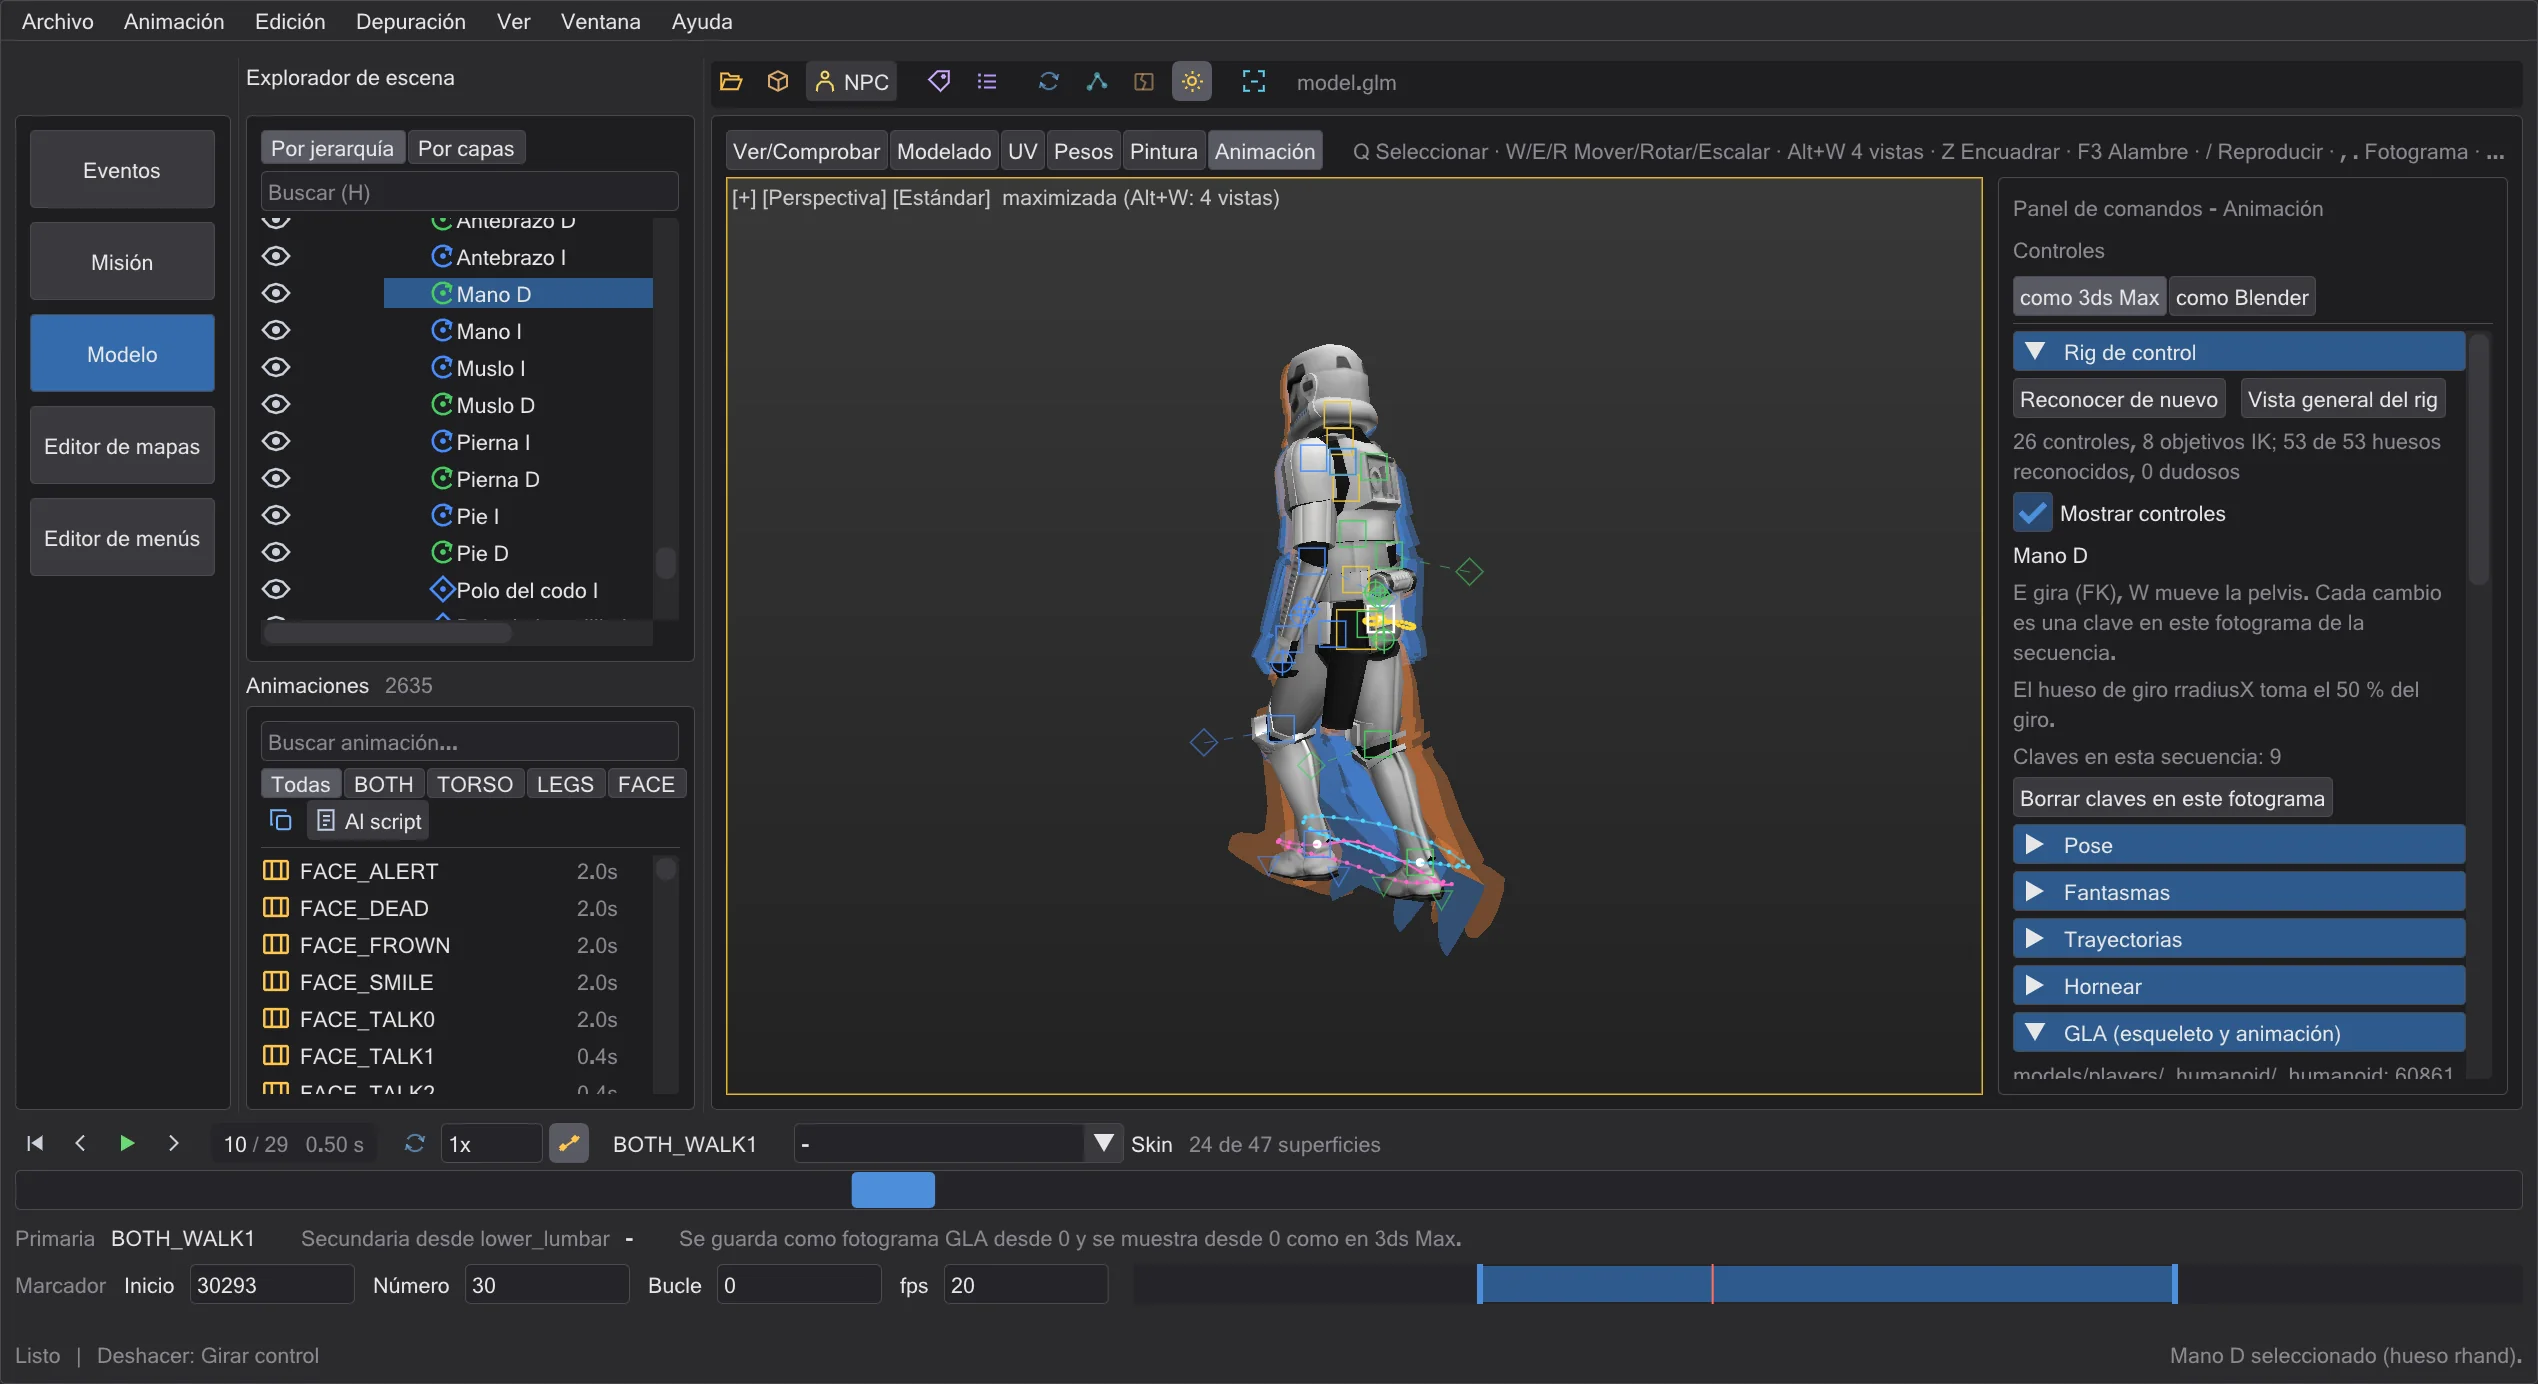 Archivo Animación Edición Depuración Ver Ventana Ayuda
Explorador de escena
NPC model.glm
Eventos
Misión
Modelo
Editor de mapas
Editor de menús
Por jerarquía Por capas
Buscar (H)
Antebrazo D
Antebrazo I
Mano D
Mano I
Muslo I
Muslo D
Pierna I
Pierna D
Pie I
Pie D
Polo del codo I
Animaciones 2635
Buscar animación...
Todas BOTH TORSO LEGS FACE
AI script
FACE_ALERT 2.0s
FACE_DEAD 2.0s
FACE_FROWN 2.0s
FACE_SMILE 2.0s
FACE_TALK0 2.0s
FACE_TALK1 0.4s
FACE_TALK2 0.4s
Ver/Comprobar Modelado UV Pesos Pintura Animación Q Seleccionar · W/E/R Mover/Rotar/Escalar · Alt+W 4 vistas · Z Encuadrar · F3 Alambre · / Reproducir · , . Fotograma · ...
[+] [Perspectiva] [Estándar] maximizada (Alt+W: 4 vistas)
Panel de comandos - Animación
Controles
como 3ds Max como Blender
Rig de control
Reconocer de nuevo Vista general del rig
26 controles, 8 objetivos IK; 53 de 53 huesos
reconocidos, 0 dudosos
Mostrar controles
Mano D
E gira (FK), W mueve la pelvis. Cada cambio
es una clave en este fotograma de la
secuencia.
El hueso de giro rradiusX toma el 50 % del
giro.
Claves en esta secuencia: 9
Borrar claves en este fotograma
Pose
Fantasmas
Trayectorias
Hornear
GLA (esqueleto y animación)
models/players/_humanoid/_humanoid: 60861
10 / 29 0.50 s 1x BOTH_WALK1 - Skin 24 de 47 superficies
Primaria BOTH_WALK1 Secundaria desde lower_lumbar - Se guarda como fotograma GLA desde 0 y se muestra desde 0 como en 3ds Max.
Marcador Inicio 30293 Número 30 Bucle 0 fps 20
Listo | Deshacer: Girar control
Mano D seleccionado (hueso rhand).